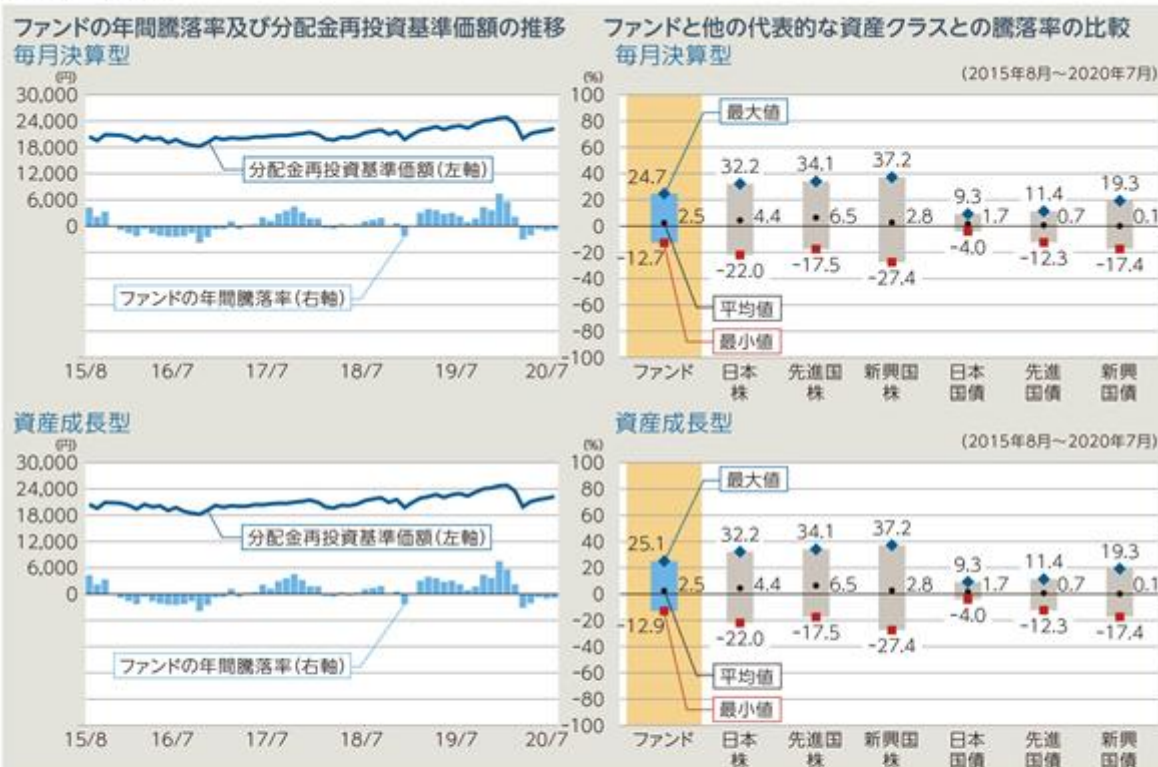 ファンドの年間騰落率及び分配金再投資基準価額の推移
毎月決算型
(円)
30,000
24,000
18,000
12,000
6,000
0
分配金再投資基準価額(左軸)
ファンドの年間騰落率(右軸)
15/8 16/7 17/7 18/7 19/7 20/7
ファンドと他の代表的な資産クラスとの騰落率の比較
毎月決算型
(2015年8月~2020年7月)
(%)
100
80
60
40
20
0
-20
-40
-60
-80
-100
最大値
24.7 32.2 34.1 37.2 9.3 11.4 19.3
2.5 4.4 6.5 2.8 1.7 0.7 0.1
-12.7 -22.0 -17.5 -27.4 -4.0 -12.3 -17.4
平均値
最小値
ファンド 日本株 先進国株 新興国株 日本国債 先進国債 新興国債
資産成長型
(円)
30,000
24,000
18,000
12,000
6,000
0
分配金再投資基準価額(左軸)
ファンドの年間騰落率(右軸)
15/8 16/7 17/7 18/7 19/7 20/7
資産成長型
(2015年8月~2020年7月)
(%)
100
80
60
40
20
0
-20
-40
-60
-80
-100
最大値
25.1 32.2 34.1 37.2 9.3 11.4 19.3
2.5 4.4 6.5 2.8 1.7 0.7 0.1
-12.9 -22.0 -17.5 -27.4 -4.0 -12.3 -17.4
平均値
最小値
ファンド 日本株 先進国株 新興国株 日本国債 先進国債 新興国債